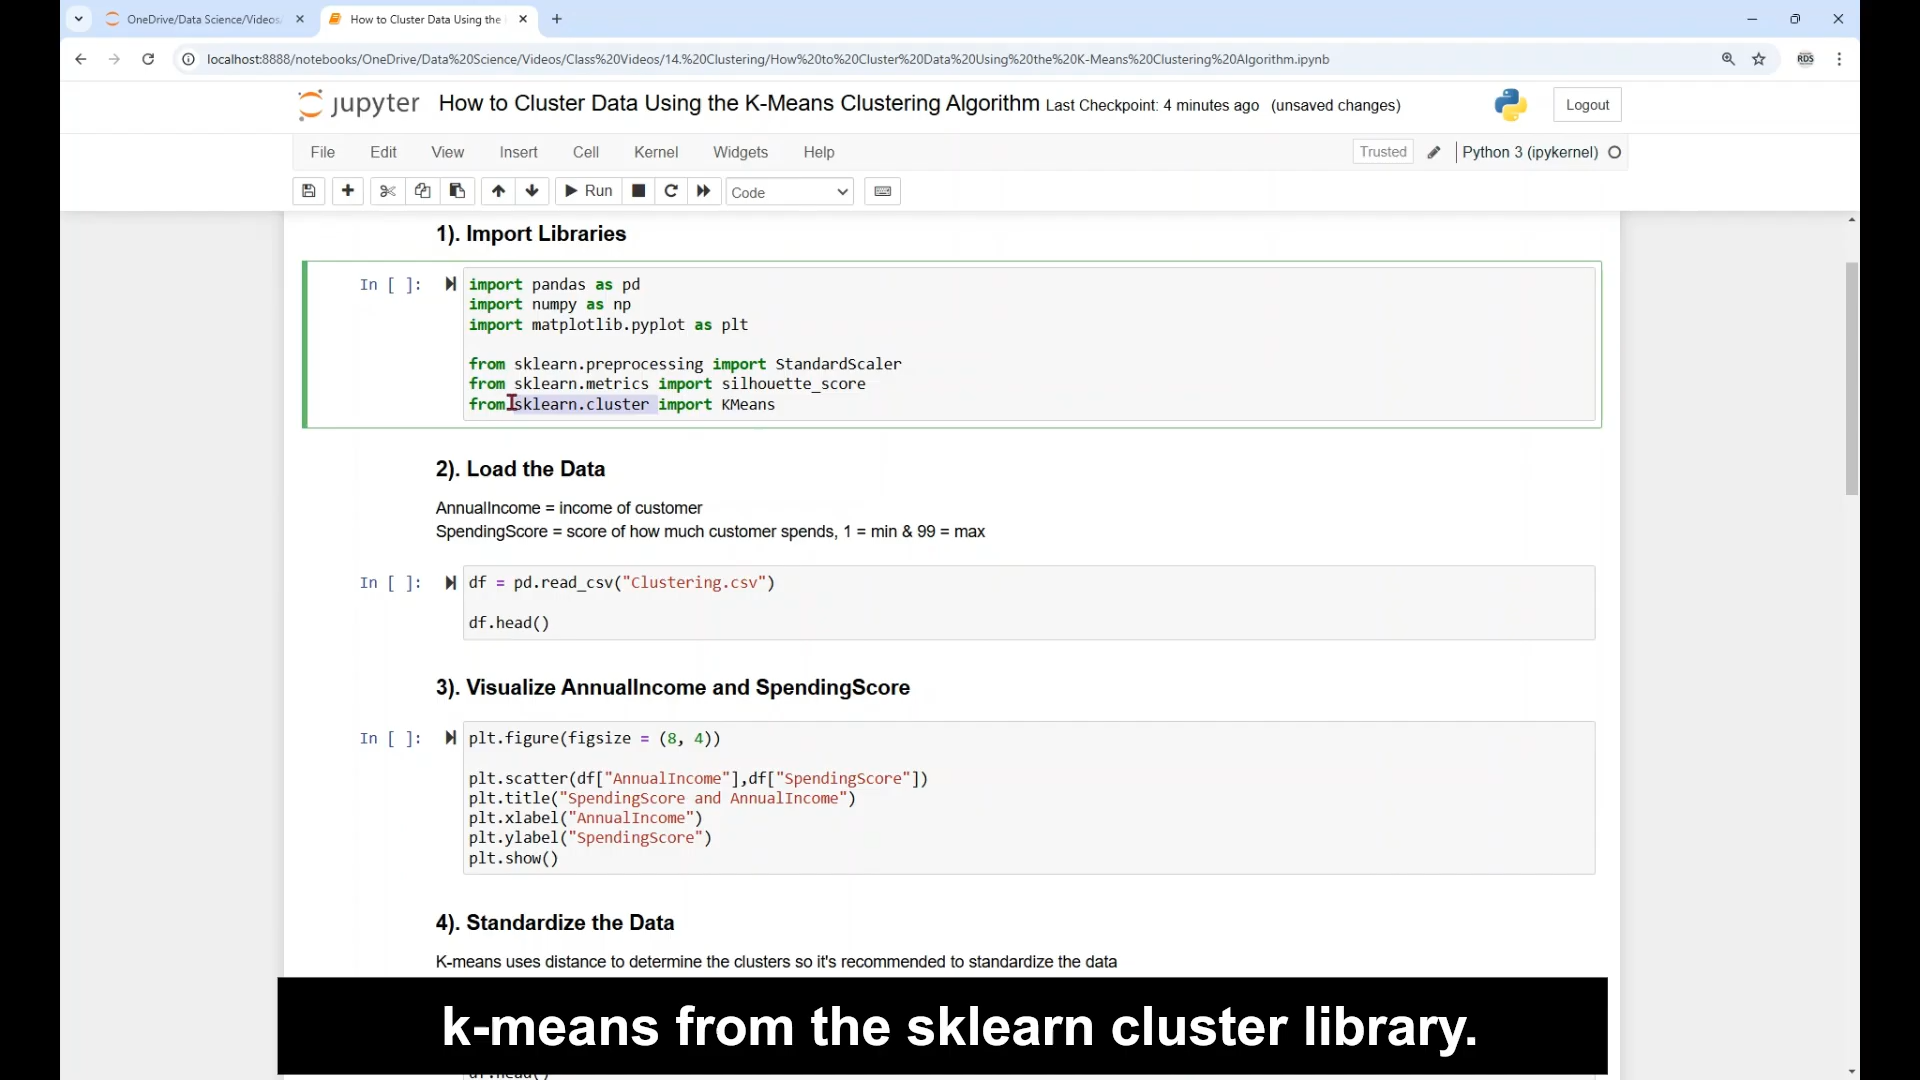 OneDrive/Data Science/Videos
How to Cluster Data Using the
localhost:8888/notebooks/OneDrive/Data%20Science/Videos/Class%20Videos/14.%20Clustering/How%20to%20Cluster%20Data%20Using%20the%20K-Means%20Clustering%20Algorithm.ipynb
RDS
jupyter How to Cluster Data Using the K-Means Clustering Algorithm Last Checkpoint: 4 minutes ago (unsaved changes)
Logout
File Edit View Insert Cell Kernel Widgets Help
Trusted Python 3 (ipykernel)
Run Code
1). Import Libraries
In [ ]: import pandas as pd
import numpy as np
import matplotlib.pyplot as plt
from sklearn.preprocessing import StandardScaler
from sklearn.metrics import silhouette_score
from sklearn.cluster import KMeans
2). Load the Data
AnnualIncome = income of customer
SpendingScore = score of how much customer spends, 1 = min & 99 = max
In [ ]: df = pd.read_csv("Clustering.csv")
df.head()
3). Visualize AnnualIncome and SpendingScore
In [ ]: plt.figure(figsize = (8, 4))
plt.scatter(df["AnnualIncome"],df["SpendingScore"])
plt.title("SpendingScore and AnnualIncome")
plt.xlabel("AnnualIncome")
plt.ylabel("SpendingScore")
plt.show()
4). Standardize the Data
K-means uses distance to determine the clusters so it's recommended to standardize the data
k-means from the sklearn cluster library.